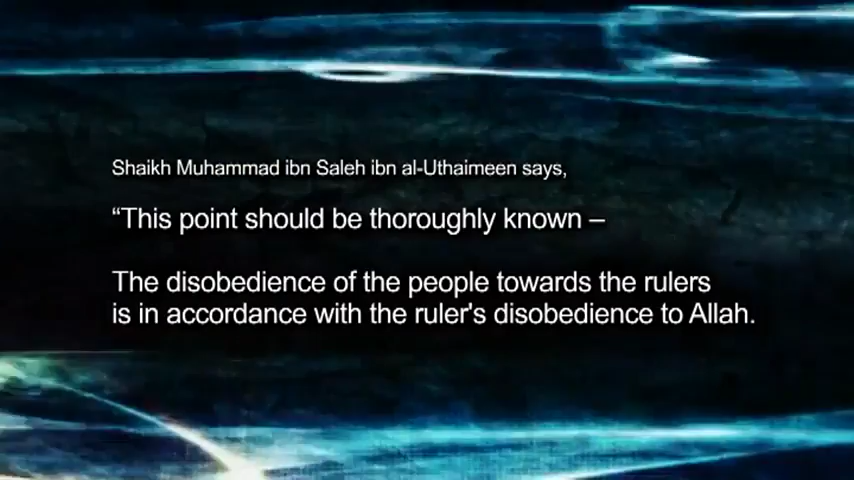 Shaikh Muhammad ibn Saleh ibn al-Uthaimeen says,
“This point should be thoroughly known –
The disobedience of the people towards the rulers
is in accordance with the ruler's disobedience to Allah.